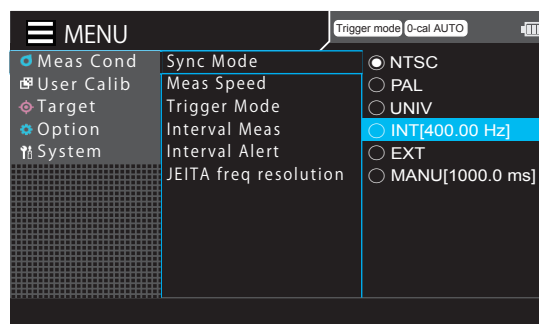 MENU
Trigger mode 0-cal AUTO
Meas Cond
User Calib
Target
Option
System
Sync Mode
Meas Speed
Trigger Mode
Interval Meas
Interval Alert
JEITA freq resolution
NTSC
PAL
UNIV
INT[400.00 Hz]
EXT
MANU[1000.0 ms]